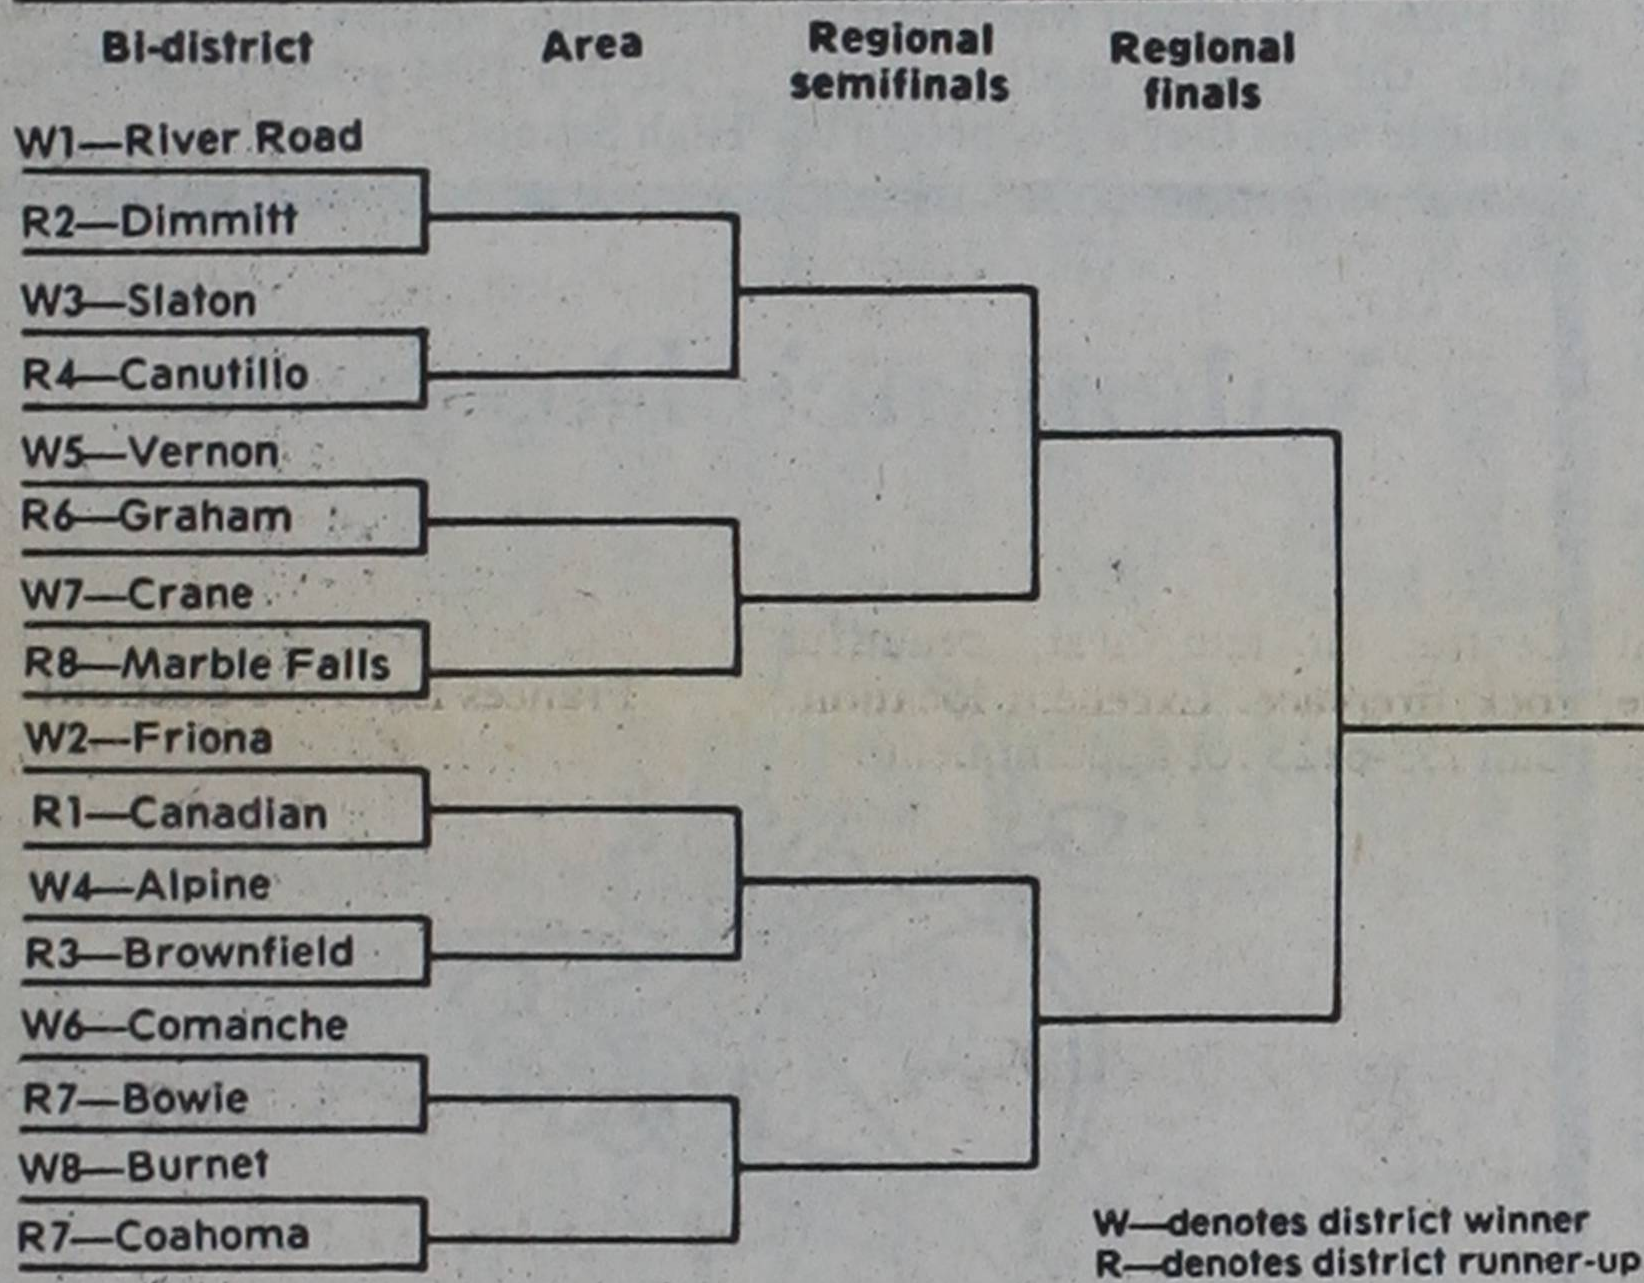 Bi-district Area Regional semifinals Regional finals
W1—River Road
R2—Dimmitt
W3—Slaton
R4—Canutillo
W5—Vernon
R6—Graham
W7—Crane
R8—Marble Falls
W2—Friona
R1—Canadian
W4—Alpine
R3—Brownfield
W6—Comanche
R7—Bowie
W8—Burnet
R7—Coahoma
W—denotes district winner
R—denotes district runner-up